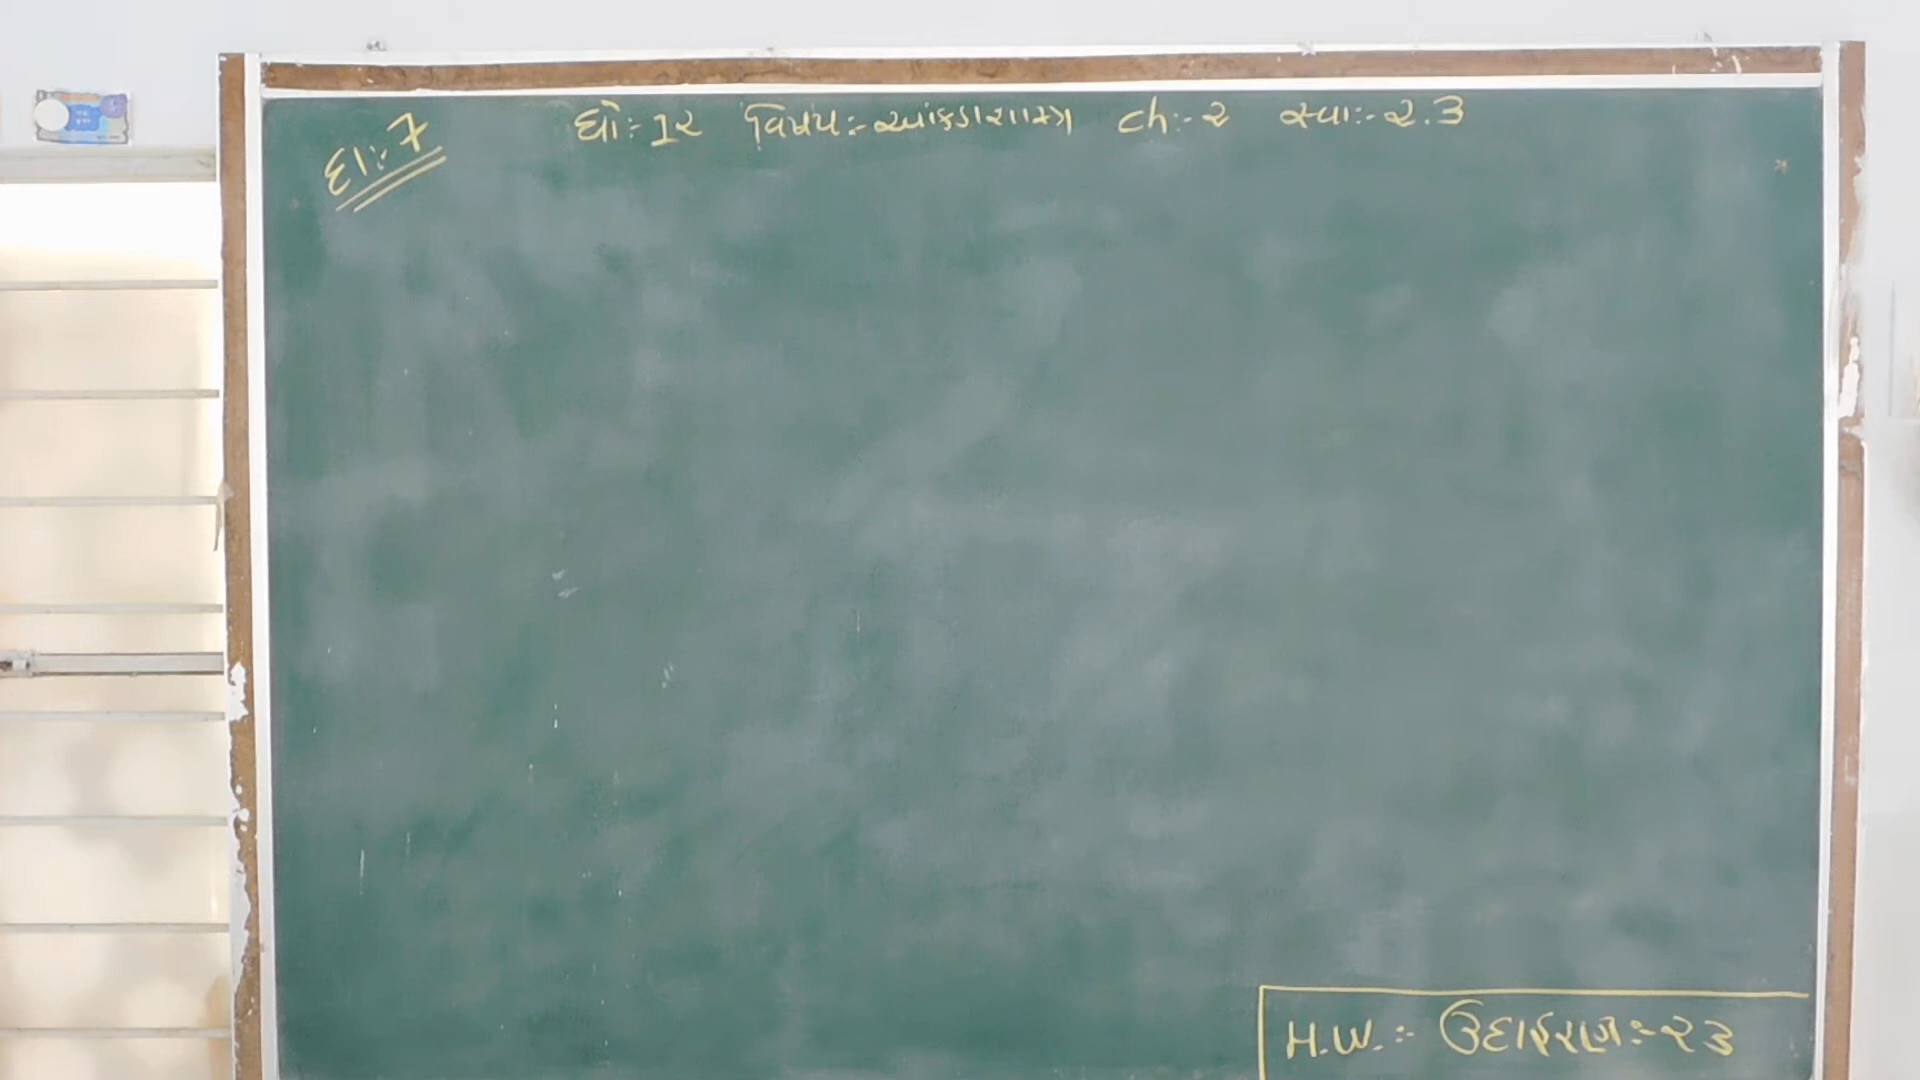 ધો:- 12 વિષય:- આંકડાશાસ્ત્ર ch:- 2 સ્વા:- 2.3
દા:- 7
H.W. :- ઉદાહરણ:- 23